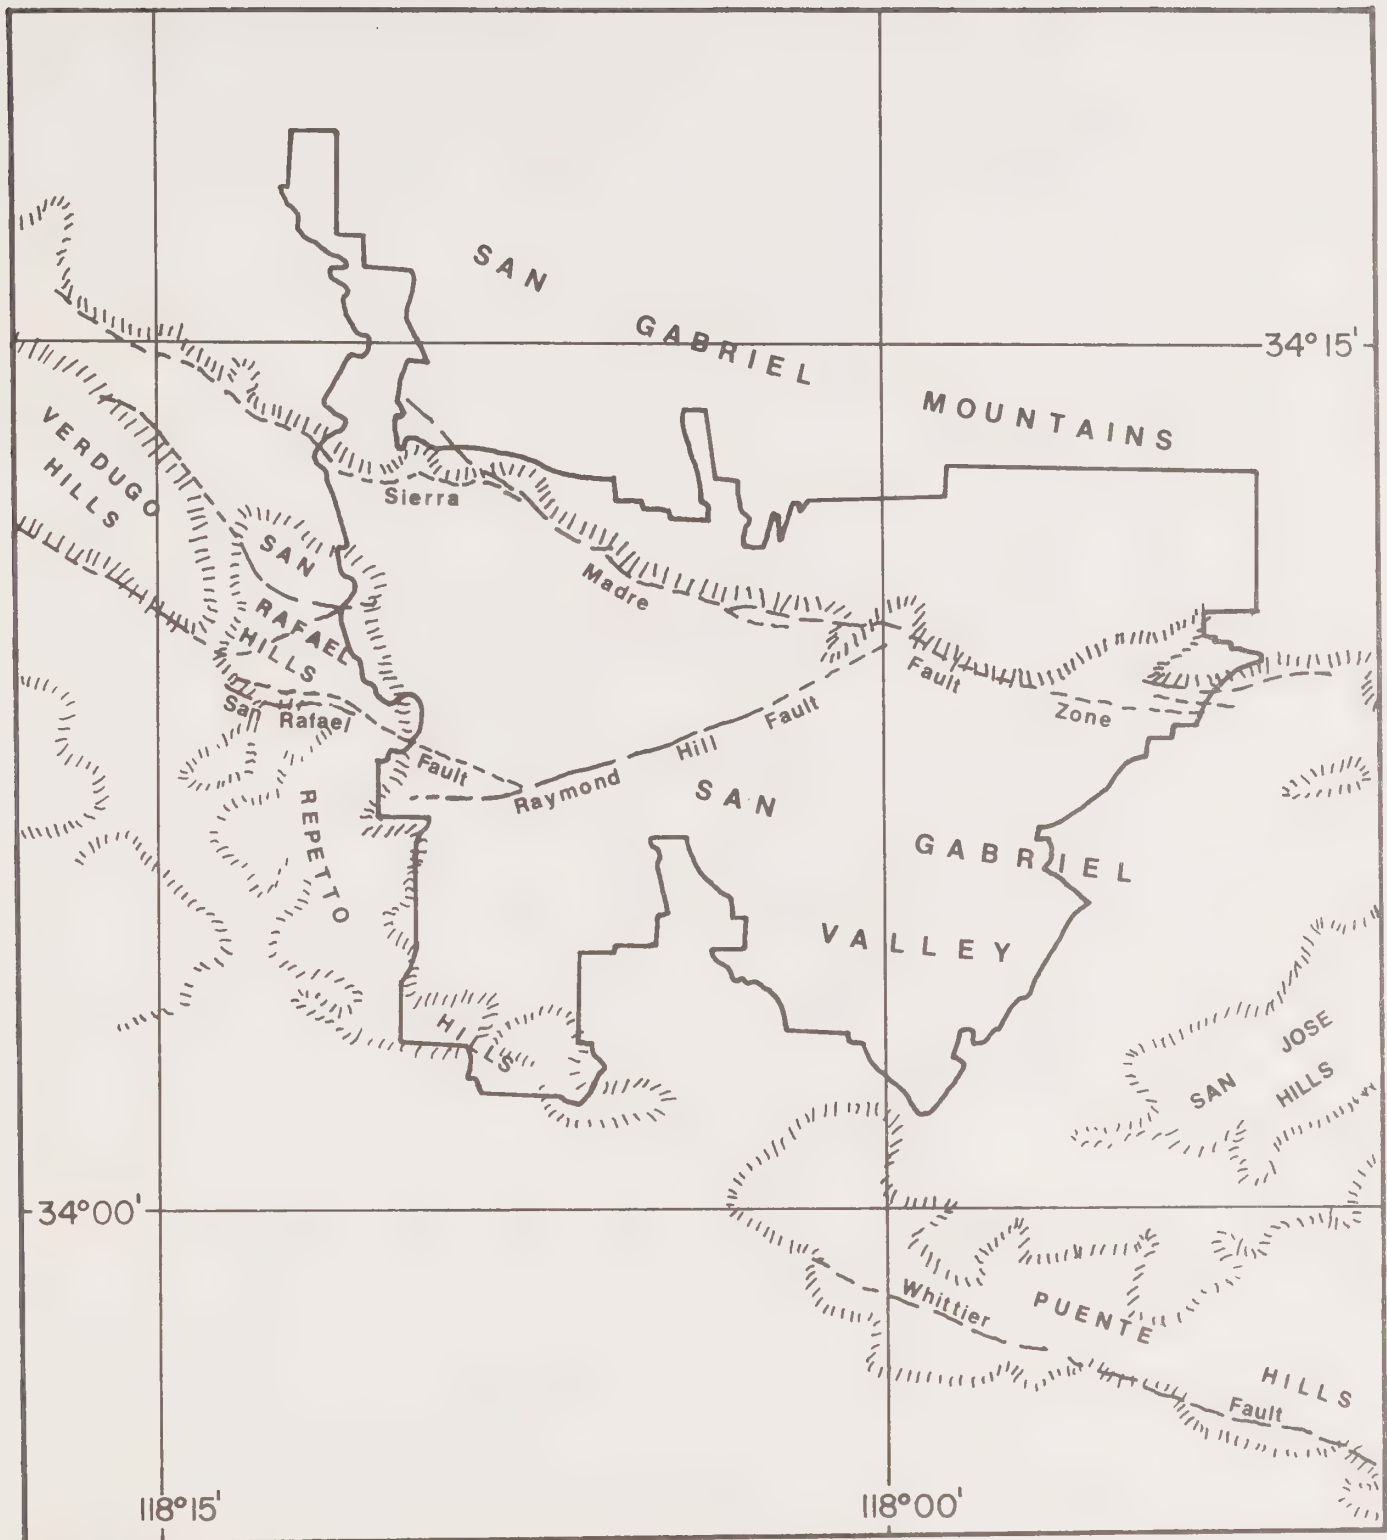 SAN
GABRIEL
MOUNTAINS
34°15'
VERDUGO
HILLS
Sierra
Madre
Fault
Zone
SAN
RAFAEL
HILLS
San Rafael
Fault
Raymond
Hill
Fault
REPETTO
HILLS
SAN
GABRIEL
VALLEY
SAN
JOSE
HILLS
34°00'
Whittier
Fault
PUENTE
HILLS
118°15'
118°00'